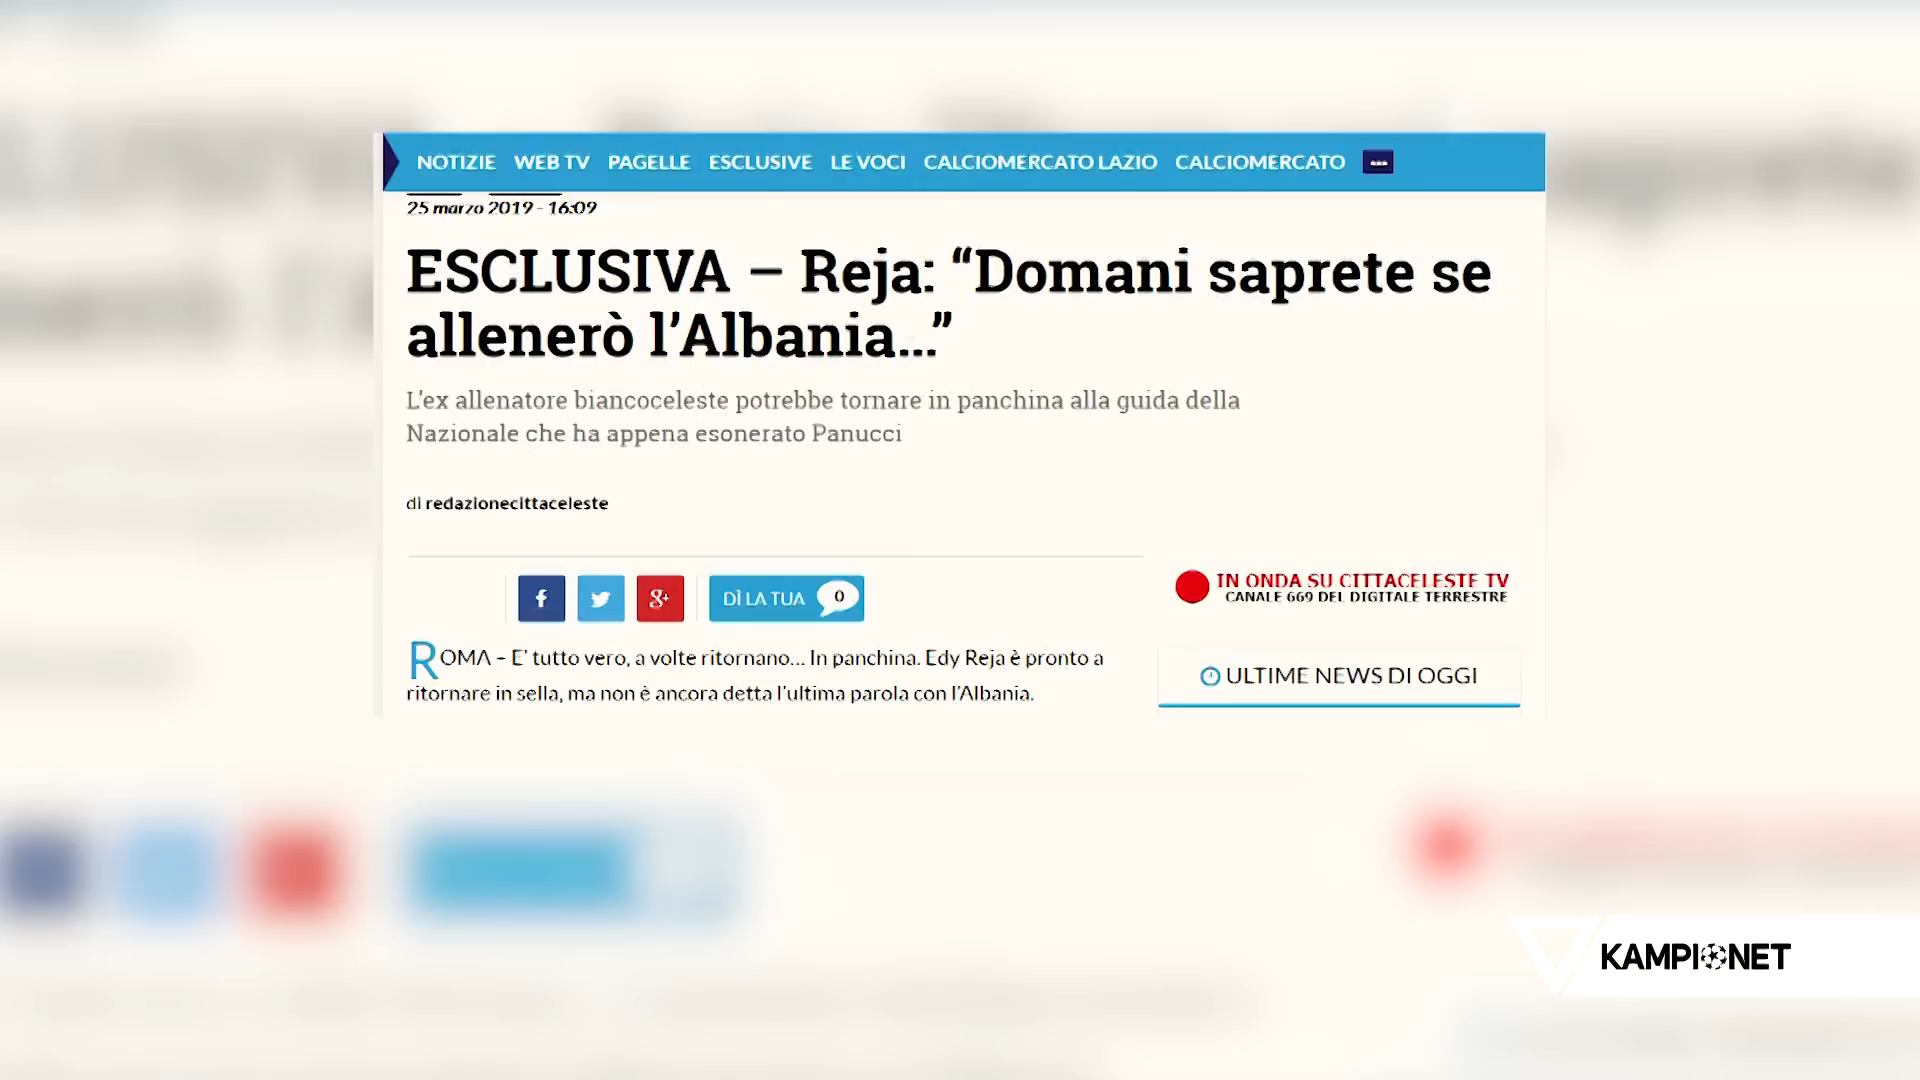 NOTIZIE WEB TV PAGELLE ESCLUSIVE LE VOCI CALCIOMERCATO LAZIO CALCIOMERCATO
25 marzo 2019 - 16:09
ESCLUSIVA – Reja: “Domani saprete se
allenerò l’Albania...”
L'ex allenatore biancoceleste potrebbe tornare in panchina alla guida della
Nazionale che ha appena esonerato Panucci
di redazionecittaceleste
DÌ LA TUA 0
IN ONDA SU CITTACELESTE TV
CANALE 669 DEL DIGITALE TERRESTRE
ROMA – E’ tutto vero, a volte ritornano… In panchina. Edy Reja è pronto a
ritornare in sella, ma non è ancora detta l’ultima parola con l’Albania.
ULTIME NEWS DI OGGI
KAMPIONET